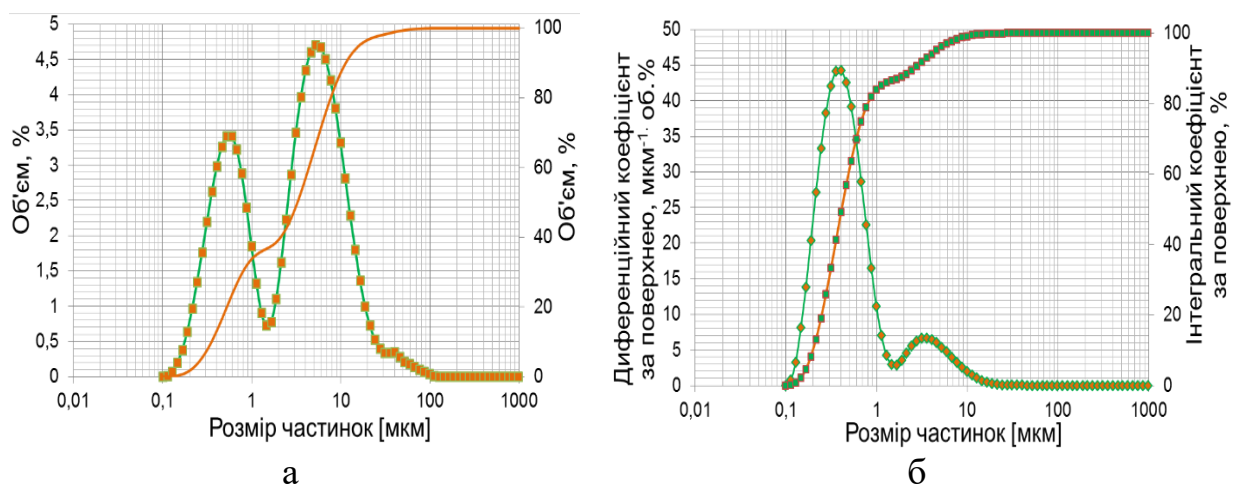 Об'єм, %
5
4,5
4
3,5
3
2,5
2
1,5
1
0,5
0
100
80
60
40
20
0
Об'єм, %
0,01 0,1 1 10 100 1000
Розмір частинок [мкм]
а
Диференційний коефіцієнт
за поверхнею, мкм⁻¹· об. %
50
45
40
35
30
25
20
15
10
5
0
100
80
60
40
20
0
Інтегральний коефіцієнт
за поверхнею, %
0,01 0,1 1 10 100 1000
Розмір частинок [мкм]
б